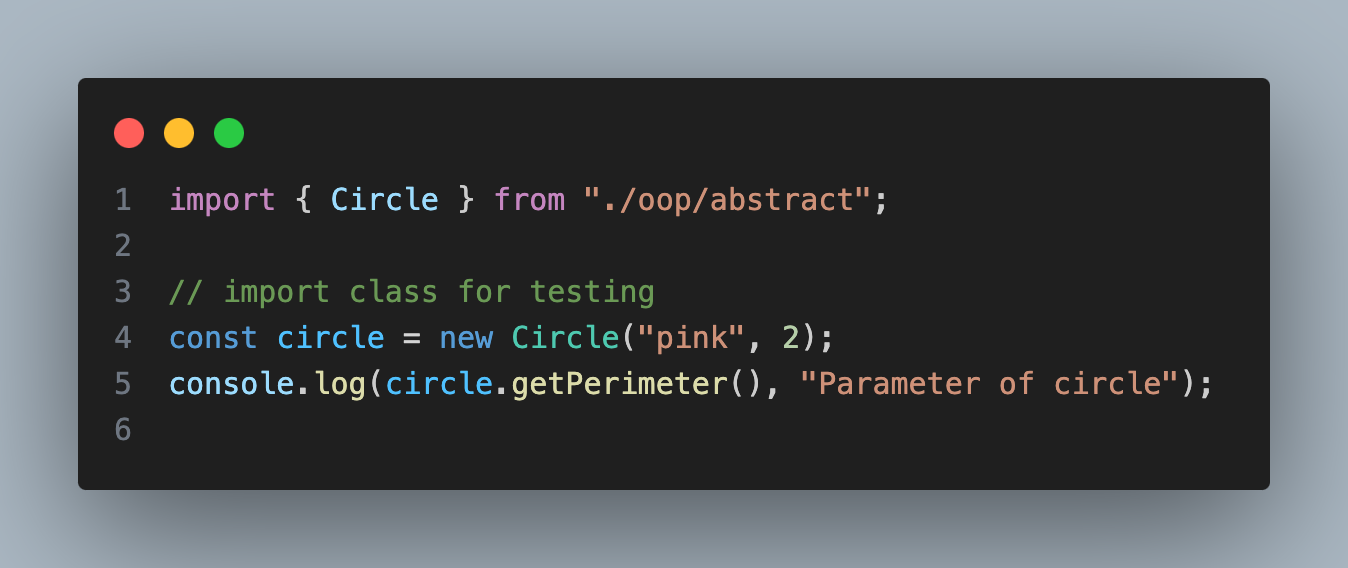 1 import { Circle } from "./oop/abstract";
2
3 // import class for testing
4 const circle = new Circle("pink", 2);
5 console.log(circle.getPerimeter(), "Parameter of circle");
6